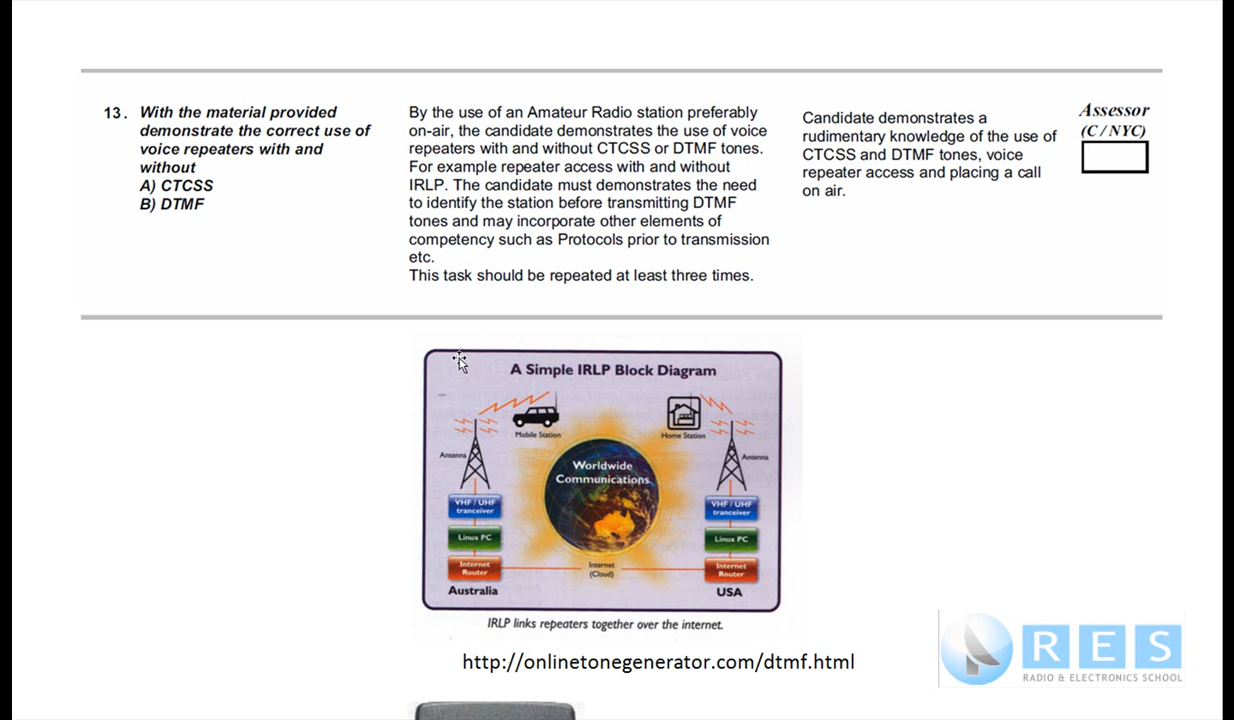 13. With the material provided
demonstrate the correct use of
voice repeaters with and
without
A) CTCSS
B) DTMF
By the use of an Amateur Radio station preferably
on-air, the candidate demonstrates the use of voice
repeaters with and without CTCSS or DTMF tones.
For example repeater access with and without
IRLP. The candidate must demonstrates the need
to identify the station before transmitting DTMF
tones and may incorporate other elements of
competency such as Protocols prior to transmission
etc.
This task should be repeated at least three times.
Candidate demonstrates a
rudimentary knowledge of the use of
CTCSS and DTMF tones, voice
repeater access and placing a call
on air.
Assessor
(C / NYC)
A Simple IRLP Block Diagram
Mobile Station
Home Station
Antenna
Antenna
Worldwide
Communications
VHF / UHF
tranceiver
VHF / UHF
tranceiver
Linux PC
Linux PC
Internet
Router
Internet
(Cloud)
Internet
Router
Australia
USA
IRLP links repeaters together over the internet.
http://onlinetonegenerator.com/dtmf.html
RES
RADIO & ELECTRONICS SCHOOL